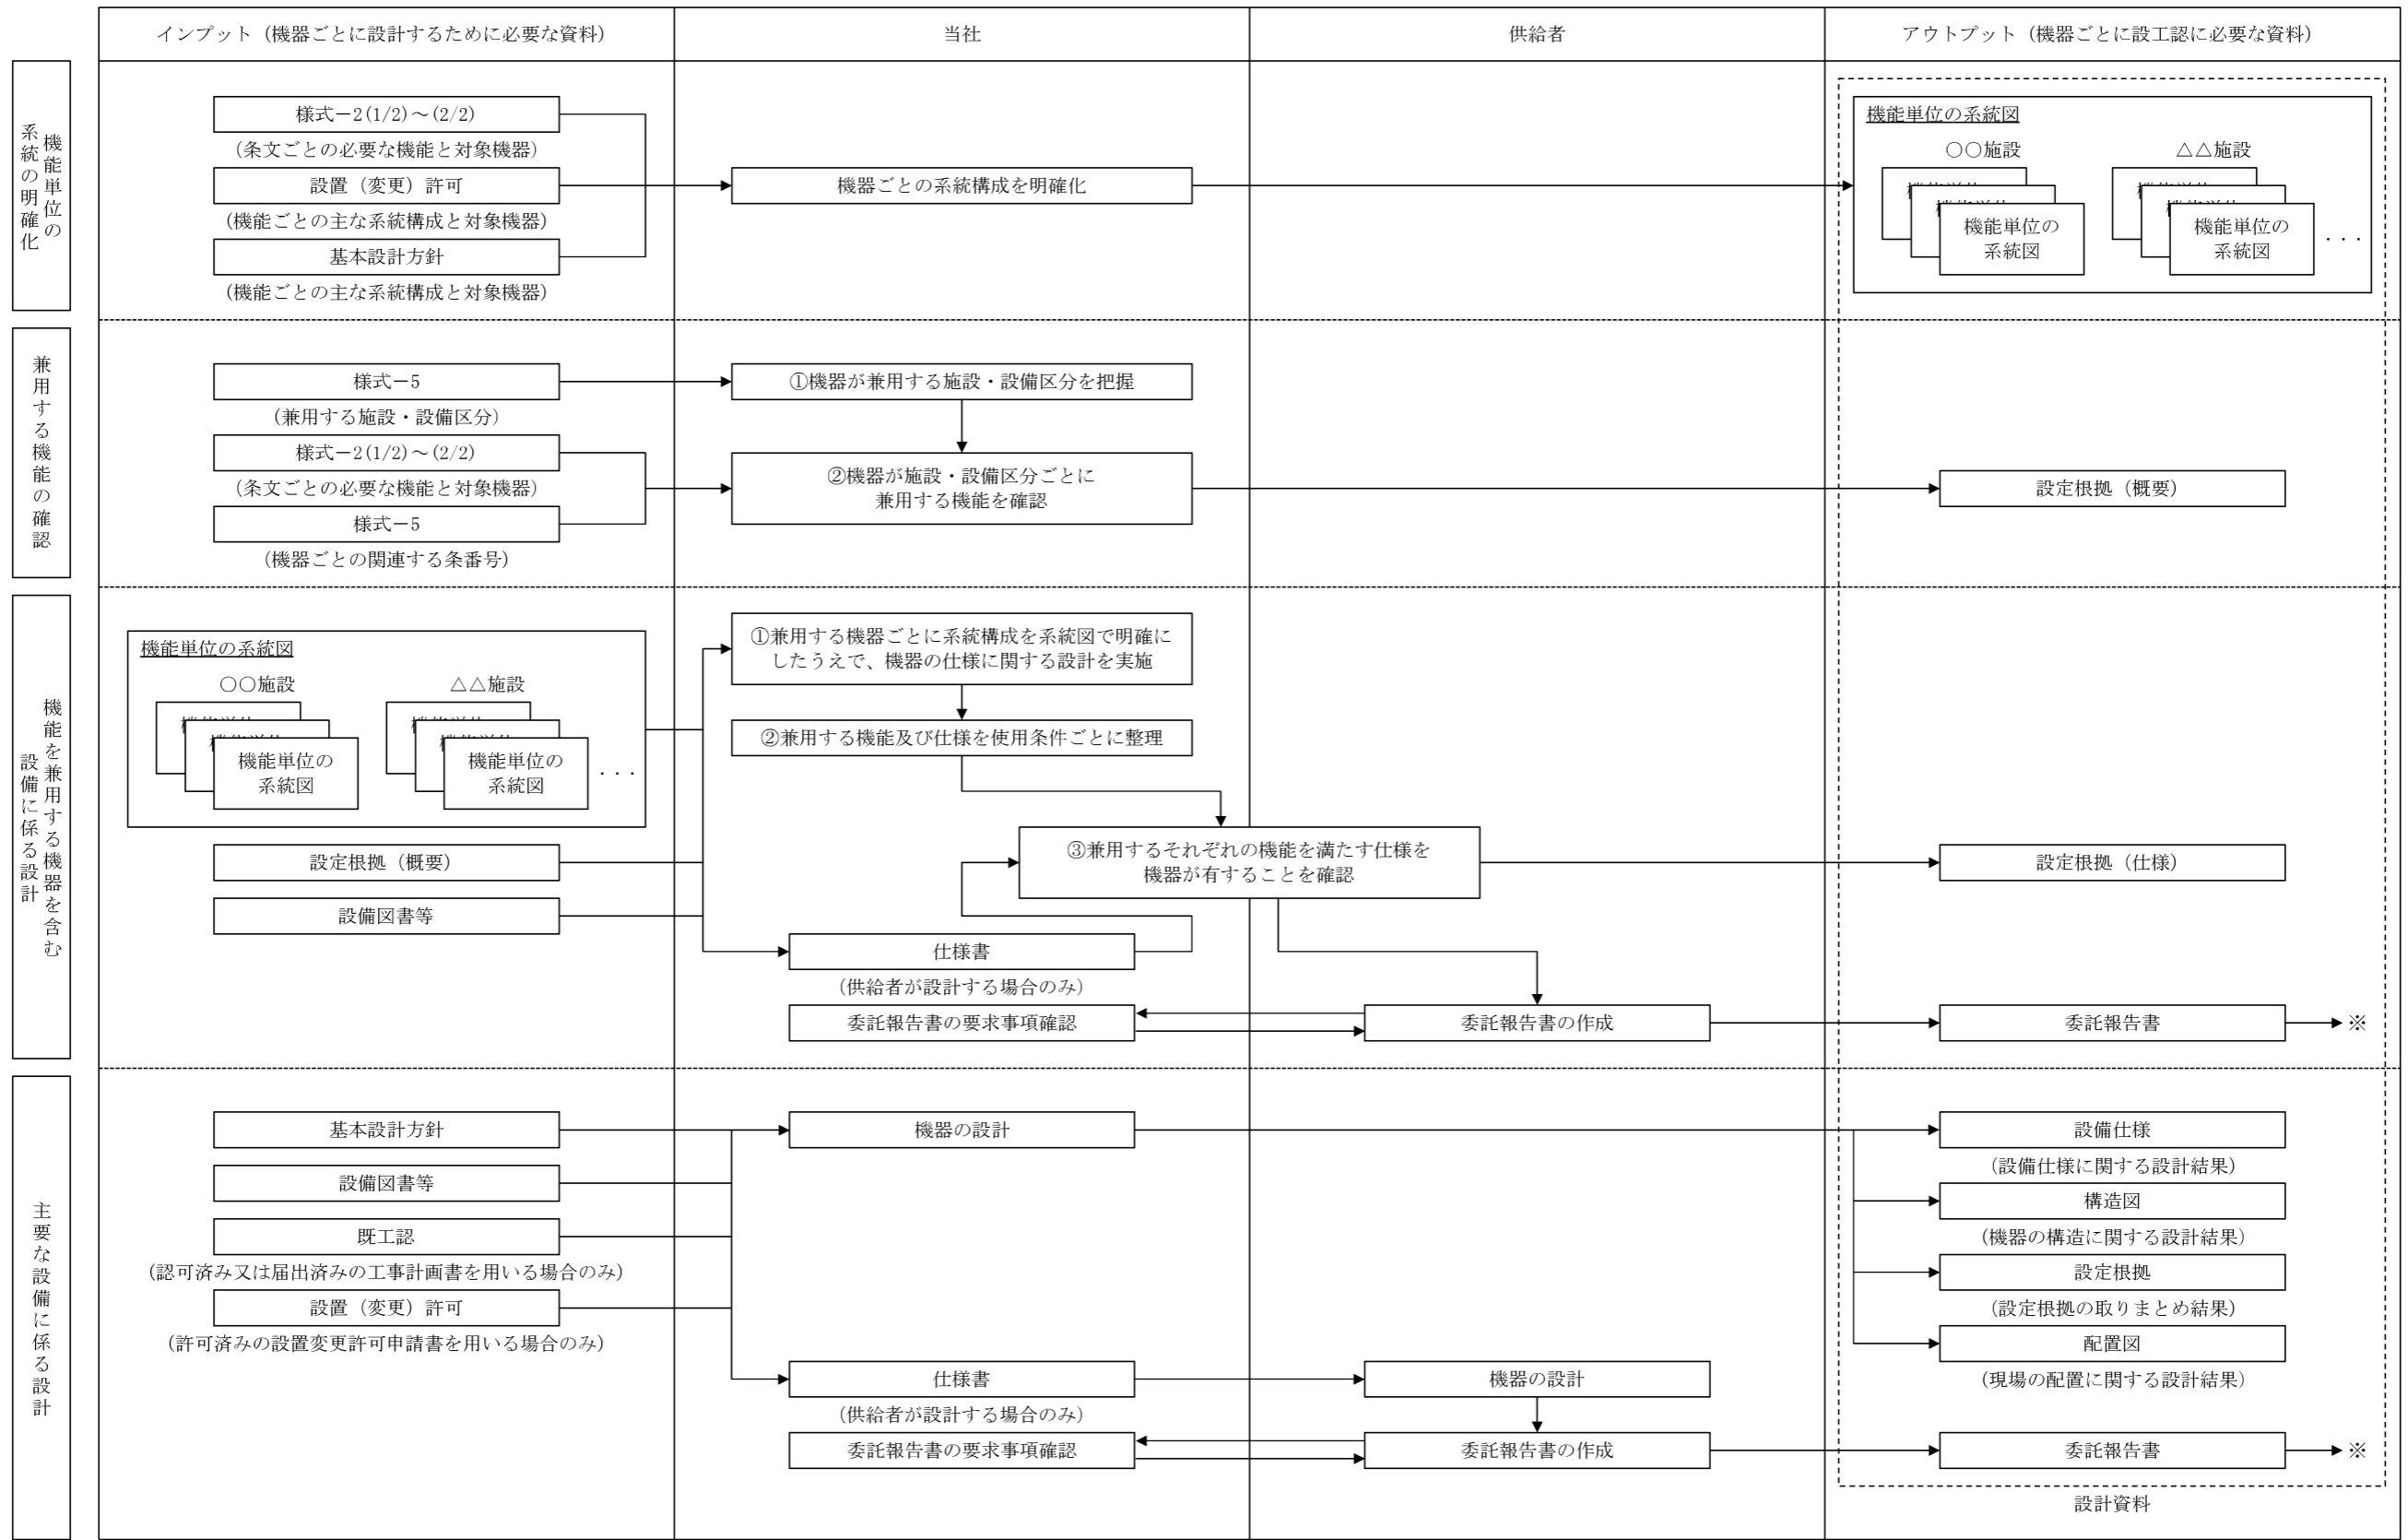 インプット（機器ごとに設計するために必要な資料）
当社
供給者
アウトプット（機器ごとに設工認に必要な資料）
機能単位の
系統の明確化
様式－2(1/2)～(2/2)
（条文ごとの必要な機能と対象機器）
設置（変更）許可
（機能ごとの主な系統構成と対象機器）
基本設計方針
（機能ごとの主な系統構成と対象機器）
機器ごとの系統構成を明確化
機能単位の系統図
〇〇施設
△△施設
機能単位の
系統図
機能単位の
系統図
・・・
兼用する機能の確認
様式－5
（兼用する施設・設備区分）
様式－2(1/2)～(2/2)
（条文ごとの必要な機能と対象機器）
様式－5
（機器ごとの関連する条番号）
①機器が兼用する施設・設備区分を把握
②機器が施設・設備区分ごとに
兼用する機能を確認
設定根拠（概要）
機能を兼用する機器を含む
設備に係る設計
機能単位の系統図
〇〇施設
△△施設
機能単位の
系統図
機能単位の
系統図
・・・
設定根拠（概要）
設備図書等
①兼用する機器ごとに系統構成を系統図で明確に
したうえで、機器の仕様に関する設計を実施
②兼用する機能及び仕様を使用条件ごとに整理
③兼用するそれぞれの機能を満たす仕様を
機器が有することを確認
仕様書
（供給者が設計する場合のみ）
委託報告書の要求事項確認
委託報告書の作成
設定根拠（仕様）
委託報告書
※
主要な設備に係る設計
基本設計方針
設備図書等
既工認
（認可済み又は届出済みの工事計画書を用いる場合のみ）
設置（変更）許可
（許可済みの設置変更許可申請書を用いる場合のみ）
機器の設計
仕様書
（供給者が設計する場合のみ）
委託報告書の要求事項確認
機器の設計
委託報告書の作成
設備仕様
（設備仕様に関する設計結果）
構造図
（機器の構造に関する設計結果）
設定根拠
（設定根拠の取りまとめ結果）
配置図
（現場の配置に関する設計結果）
委託報告書
※
設計資料